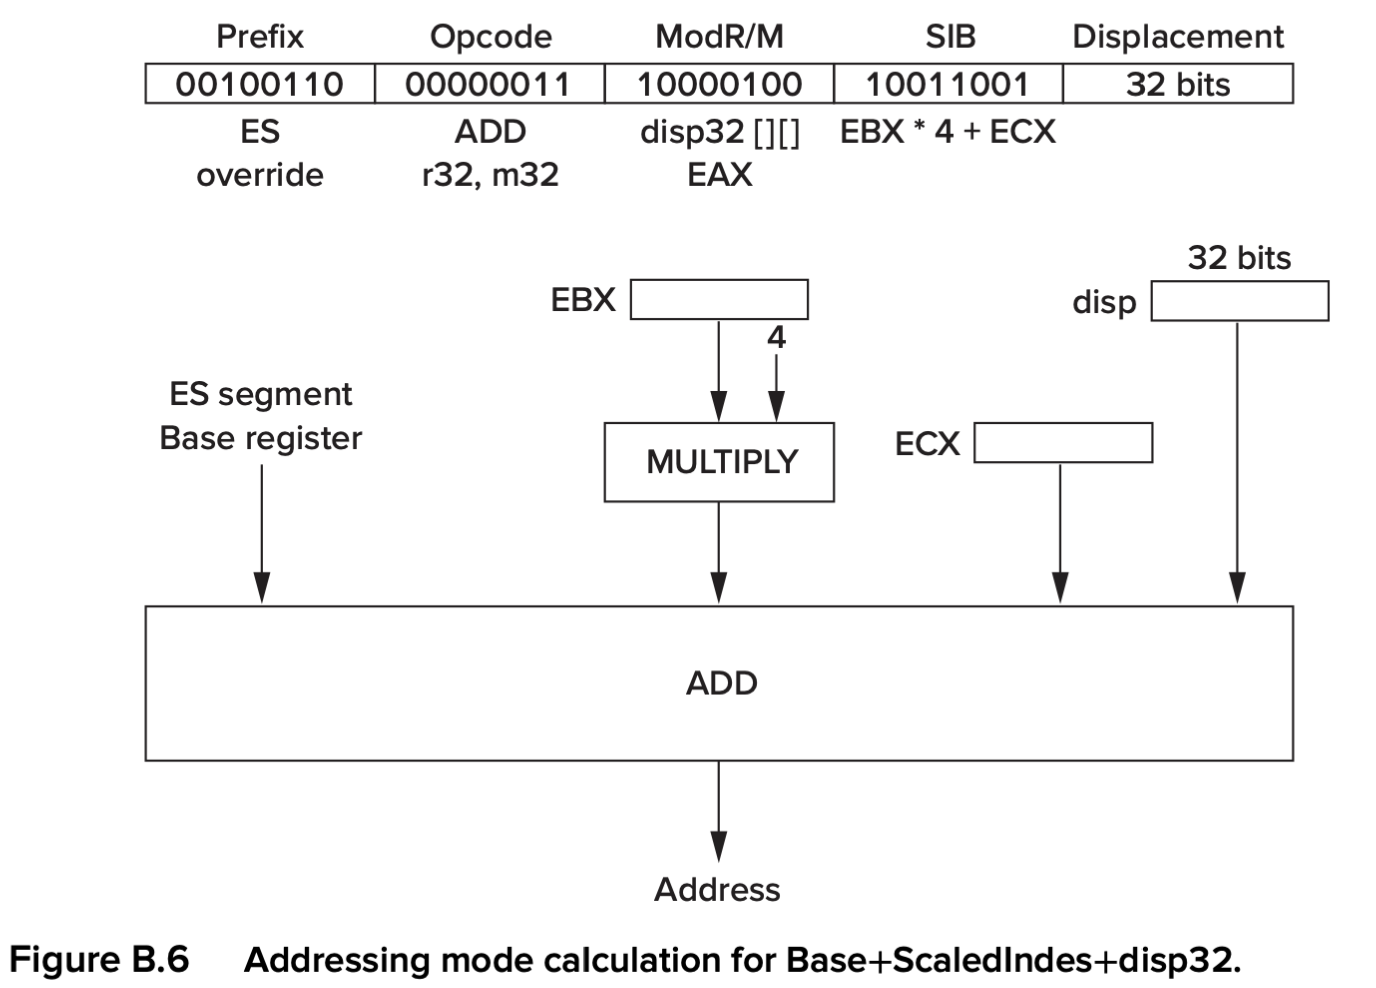 Prefix Opcode ModR/M SIB Displacement
00100110 00000011 10000100 10011001 32 bits
ES ADD disp32 [][] EBX * 4 + ECX
override r32, m32 EAX
32 bits
EBX disp
4
ES segment
Base register
MULTIPLY ECX
ADD
Address
Figure B.6 Addressing mode calculation for Base+ScaledIndes+disp32.